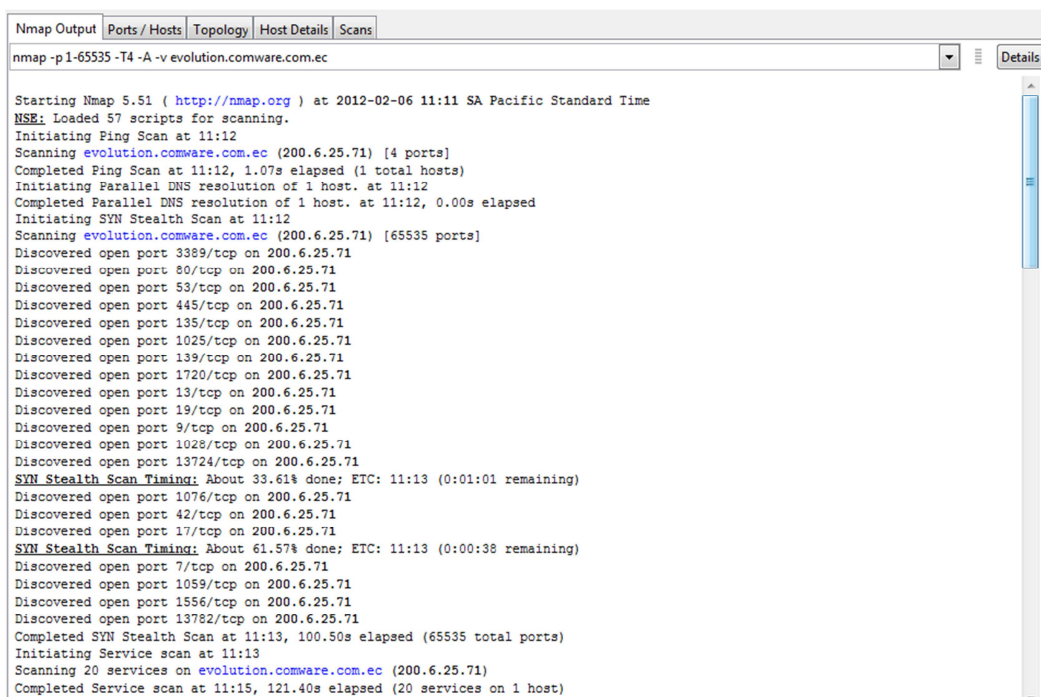 Nmap Output Ports / Hosts Topology Host Details Scans
nmap -p 1-65535 -T4 -A -v evolution.comware.com.ec Details
Starting Nmap 5.51 ( http://nmap.org ) at 2012-02-06 11:11 SA Pacific Standard Time
NSE: Loaded 57 scripts for scanning.
Initiating Ping Scan at 11:12
Scanning evolution.comware.com.ec (200.6.25.71) [4 ports]
Completed Ping Scan at 11:12, 1.07s elapsed (1 total hosts)
Initiating Parallel DNS resolution of 1 host. at 11:12
Completed Parallel DNS resolution of 1 host. at 11:12, 0.00s elapsed
Initiating SYN Stealth Scan at 11:12
Scanning evolution.comware.com.ec (200.6.25.71) [65535 ports]
Discovered open port 3389/tcp on 200.6.25.71
Discovered open port 80/tcp on 200.6.25.71
Discovered open port 53/tcp on 200.6.25.71
Discovered open port 445/tcp on 200.6.25.71
Discovered open port 135/tcp on 200.6.25.71
Discovered open port 1025/tcp on 200.6.25.71
Discovered open port 139/tcp on 200.6.25.71
Discovered open port 1720/tcp on 200.6.25.71
Discovered open port 13/tcp on 200.6.25.71
Discovered open port 19/tcp on 200.6.25.71
Discovered open port 9/tcp on 200.6.25.71
Discovered open port 1028/tcp on 200.6.25.71
Discovered open port 13724/tcp on 200.6.25.71
SYN Stealth Scan Timing: About 33.61% done; ETC: 11:13 (0:01:01 remaining)
Discovered open port 1076/tcp on 200.6.25.71
Discovered open port 42/tcp on 200.6.25.71
Discovered open port 17/tcp on 200.6.25.71
SYN Stealth Scan Timing: About 61.57% done; ETC: 11:13 (0:00:38 remaining)
Discovered open port 7/tcp on 200.6.25.71
Discovered open port 1059/tcp on 200.6.25.71
Discovered open port 1556/tcp on 200.6.25.71
Discovered open port 13782/tcp on 200.6.25.71
Completed SYN Stealth Scan at 11:13, 100.50s elapsed (65535 total ports)
Initiating Service scan at 11:13
Scanning 20 services on evolution.comware.com.ec (200.6.25.71)
Completed Service scan at 11:15, 121.40s elapsed (20 services on 1 host)